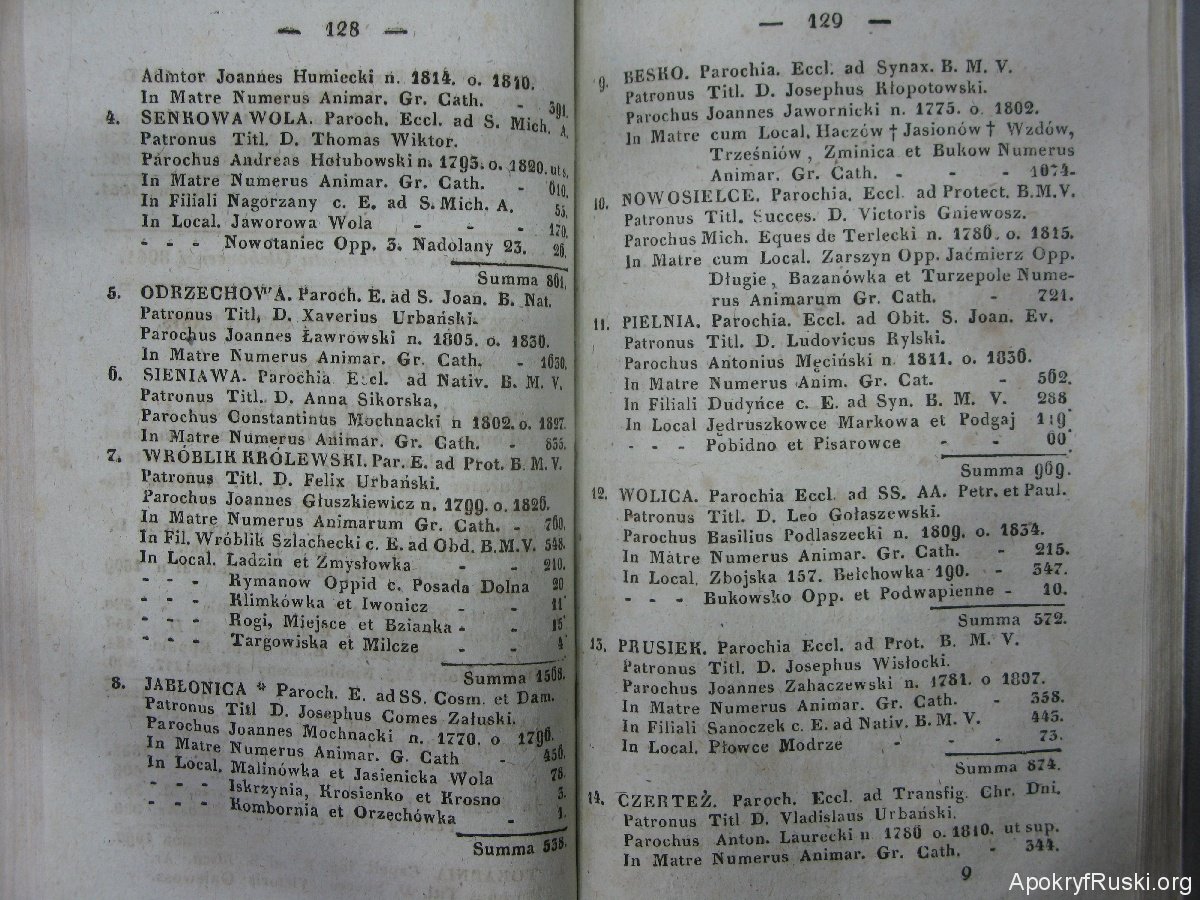 — 128 —
Admtor Joannes Humiecki n. 1814. o. 1840.
In Matre Numerus Animar. Gr. Cath. - 391.
4. SENKOWA WOLA. Paroch. Eccl. ad S. Mich. A.
Patronus Titl. D. Thomas Wiktor.
Parochus Andreas Hołubowski n. 1793. o. 1820. ut s.
In Matre Numerus Animar. Gr. Cath. - 610.
In Filiali Nagorzany c. E. ad S. Mich. A. 55.
In Local. Jaworowa Wola - - - 170.
- - - Nowotaniec Opp. 3. Nadolany 23. 26.
Summa 861.
5. ODRZECHOWA. Paroch. E. ad S. Joan. B. Nat.
Patronus Titl. D. Xaverius Urbański.
Parochus Joannes Ławrowski n. 1805. o. 1830.
In Matre Numerus Animar. Gr. Cath. - 1630.
6. SIENIAWA. Parochia Eccl. ad Nativ. B. M. V.
Patronus Titl. D. Anna Sikorska,
Parochus Constantinus Mochnacki n 1802. o. 1827.
In Matre Numerus Animar. Gr. Cath. - 835.
7. WRÓBLIK KRÓLEWSKI. Par. E. ad Prot. B. M. V.
Patronus Titl. D. Felix Urbański.
Parochus Joannes Głuszkiewicz n. 1799. o. 1826.
In Matre Numerus Animarum Gr. Cath. - 760.
In Fil. Wróblik Szlachecki c. E. ad Obd. B.M.V. 548.
In Local. Ladzin et Zmysłowka - - 210.
- - - Rymanow Oppid c. Posada Dolna 20
- - - Klimkówka et Iwonicz - - 11
- - - Rogi, Miejsce et Bzianka - - 15
- - - Targowiska et Milcze - - 4
Summa 1568.
8. JABŁONICA * Paroch. E. ad SS. Cosm. et Dam.
Patronus Titl D. Josephus Comes Załuski.
Parochus Joannes Mochnacki n. 1770. o 1796.
In Matre Numerus Animar. G. Cath - 456.
In Local. Malinówka et Jasienicka Wola 78
- - - Iskrzynia, Krosienko et Krosno 3.
- - - Kombornia et Orzechówka - 1.
Summa 538.
— 129 —
9. BESKO. Parochia. Eccl. ad Synax. B. M. V.
Patronus Titl. D. Josephus Kłopotowski.
Parochus Joannes Jawornicki n. 1775. o. 1802.
In Matre cum Local. Haczów † Jasionów † Wzdów,
Trześniów, Zminica et Bukow Numerus
Animar. Gr. Cath. - - - 1674.
10. NOWOSIELCE. Parochia. Eccl. ad Protect. B.M.V.
Patronus Titl. Succes. D. Victoris Gniewosz.
Parochus Mich. Eques de Terlecki n. 1786. o. 1815.
In Matre cum Local. Zarszyn Opp. Jaćmierz Opp.
Długie, Bazanówka et Turzepole Nume-
rus Animarum Gr. Cath. - 721.
11. PIELNIA. Parochia. Eccl. ad Obit. S. Joan. Ev.
Patronus Titl. D. Ludovicus Rylski.
Parochus Antonius Męciński n. 1811. o. 1836.
In Matre Numerus Anim. Gr. Cat. - 502.
In Filiali Dudyńce c. E. ad Syn. B. M. V. 288
In Local Jędruszkowce Markowa et Podgaj 119
- - - Pobidno et Pisarowce - - 60.
Summa 969.
12. WOLICA. Parochia Eccl. ad SS. AA. Petr. et Paul.
Patronus Titl. D. Leo Gołaszewski.
Parochus Basilius Podlaszecki n. 1809. o. 1834.
In Matre Numerus Animar. Gr. Cath. - 215.
In Local. Zbojska 157. Bełchowka 190. - 347.
- - - Bukowsko Opp. et Podwapienne - 10.
Summa 572.
13. PRUSIEK. Parochia Eccl. ad Prot. B. M. V.
Patronus Titl. D. Josephus Wisłocki.
Parochus Joannes Zahaczewski n. 1781. o 1807.
In Matre Numerus Animar. Gr. Cath. - 358.
In Filiali Sanoczek c. E. ad Nativ. B. M. V. 443.
In Local. Płowce Modrze - - - 73.
Summa 874.
14. CZERTEŻ. Paroch. Eccl. ad Transfig. Chr. Dni.
Patronus Titl D. Vladislaus Urbański.
Parochus Anton. Laurecki n 1786 o. 1810. ut sup.
In Matre Numerus Animar. Gr. Cath. - 344.
9
ApokryfRuski.org